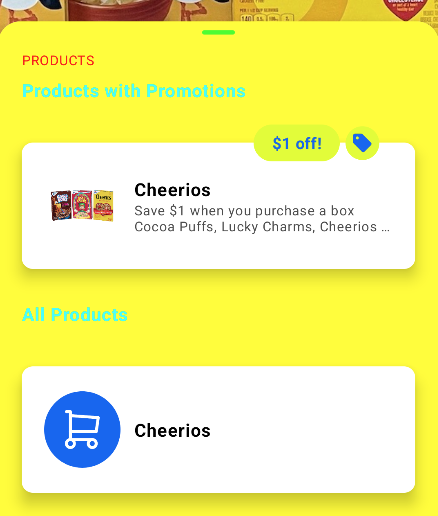 PRODUCTS
Products with Promotions
$1 off!
Cheerios
Save $1 when you purchase a box
Cocoa Puffs, Lucky Charms, Cheerios ...
All Products
Cheerios